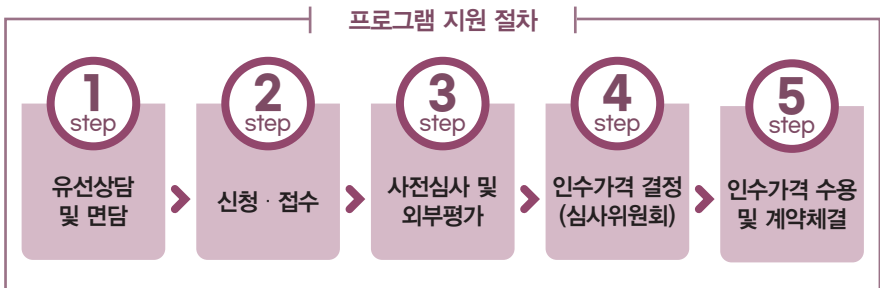 프로그램 지원 절차
1
step
유선상담
및 면담
2
step
신청 · 접수
3
step
사전심사 및
외부평가
4
step
인수가격 결정
(심사위원회)
5
step
인수가격 수용
및 계약체결